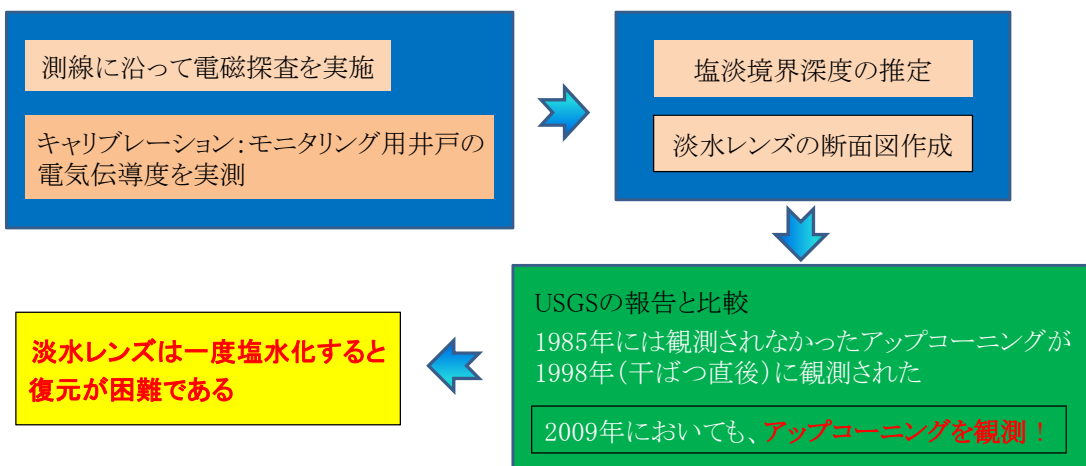 測線に沿って電磁探査を実施
キャリブレーション：モニタリング用井戸の
電気伝導度を実測
塩淡境界深度の推定
淡水レンズの断面図作成
USGSの報告と比較
1985年には観測されなかったアップコーニングが
1998年（干ばつ直後）に観測された
2009年においても、アップコーニングを観測！
淡水レンズは一度塩水化すると
復元が困難である